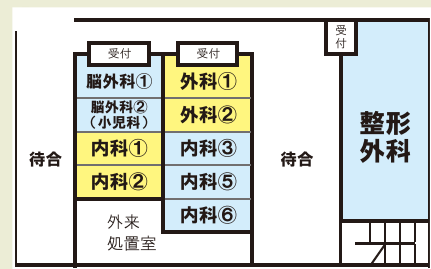 受付
受付
受
付
脳外科①
脳外科②
（小児科）
内科①
内科②
外科①
外科②
内科③
内科⑤
内科⑥
待合
待合
整形
外科
外来
処置室